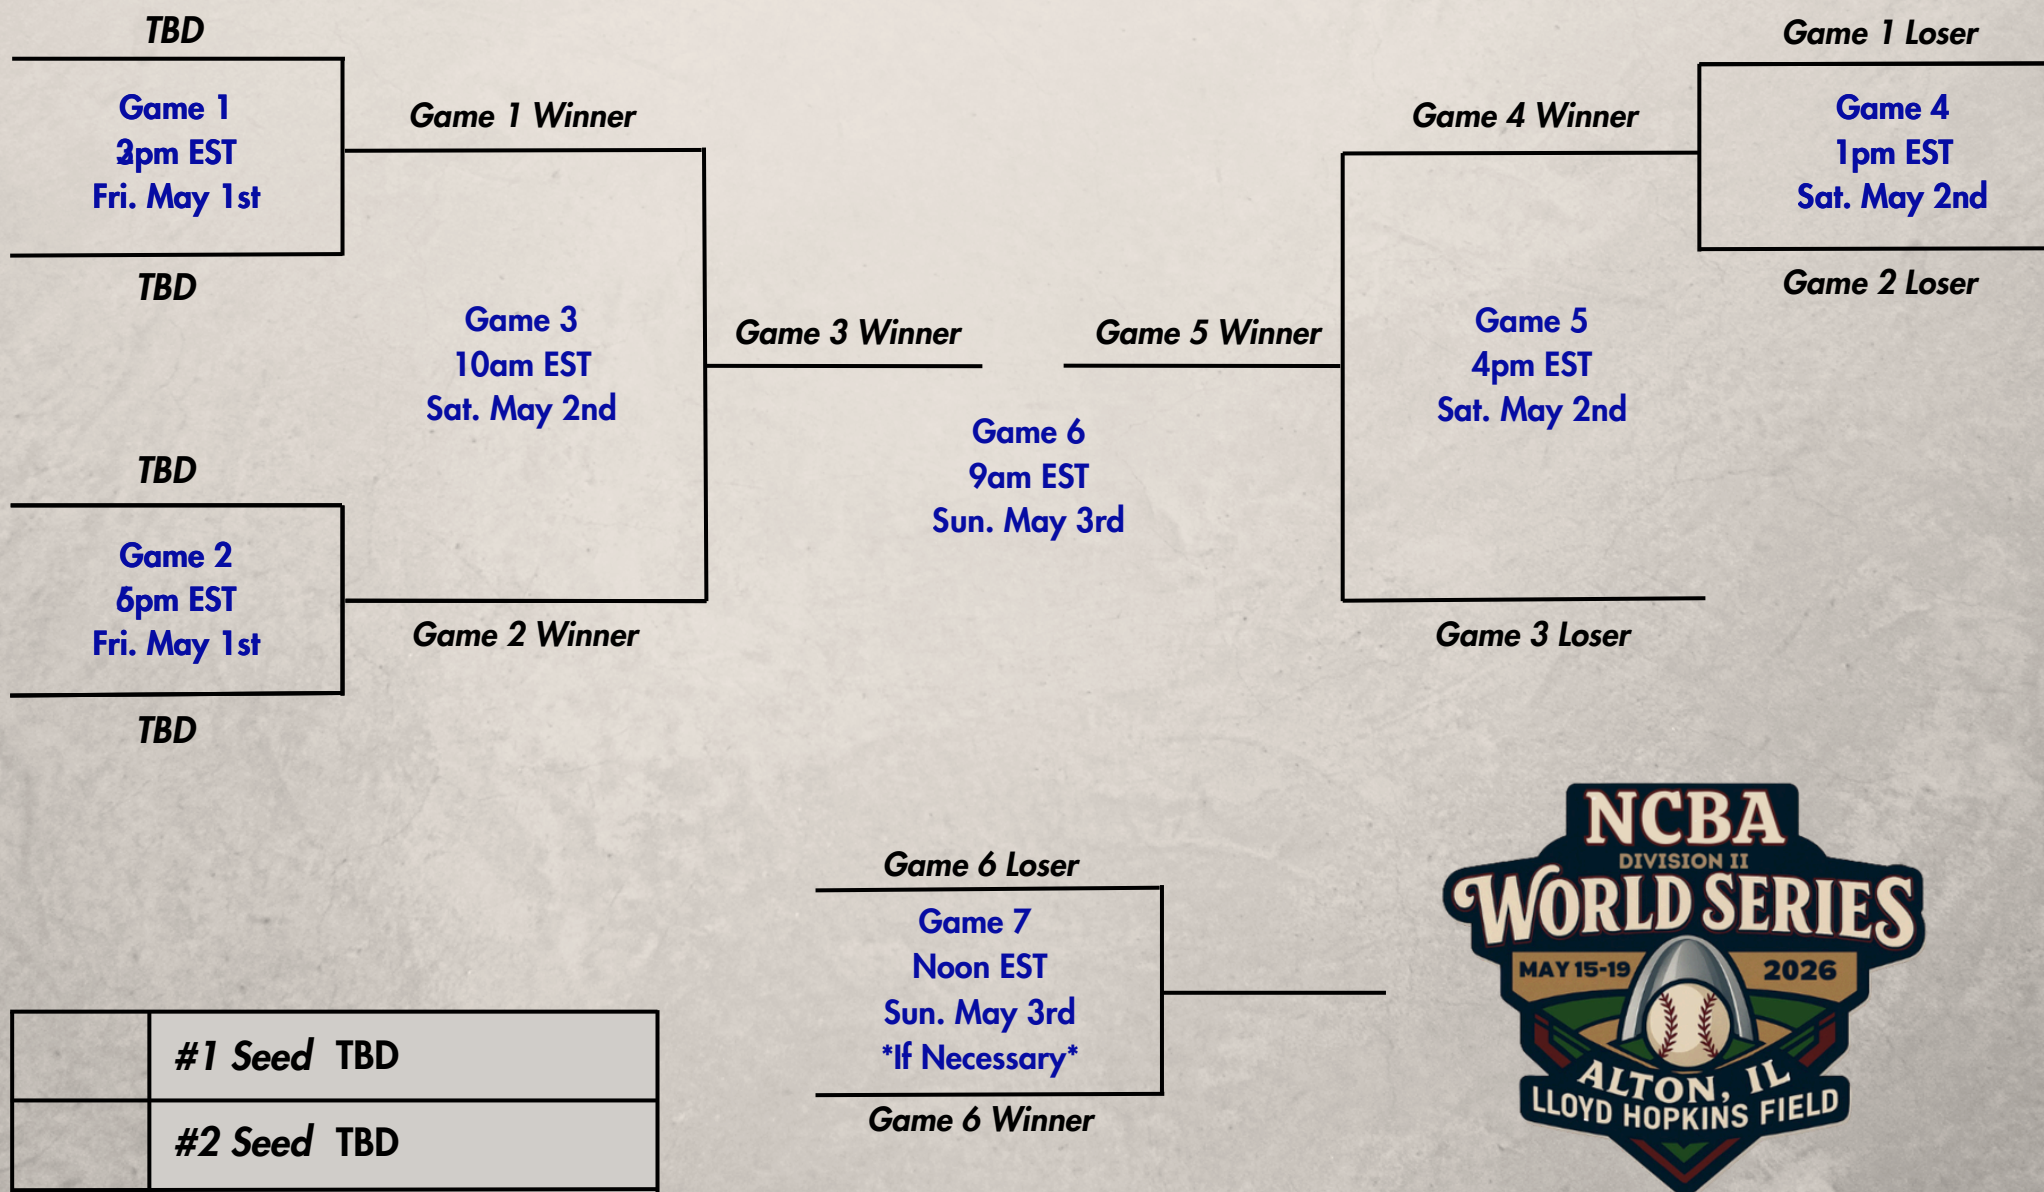 TBD
Game 1
pm EST
Fri. May 1st
TBD
Game 1 Winner
Game 3
10am EST
Sat. May 2nd
TBD
Game 2
pm EST
Fri. May 1st
TBD
Game 2 Winner
Game 3 Winner
Game 5 Winner
Game 6
9am EST
Sun. May 3rd
Game 4 Winner
Game 5
4pm EST
Sat. May 2nd
Game 3 Loser
Game 1 Loser
Game 4
1pm EST
Sat. May 2nd
Game 2 Loser
Game 6 Loser
Game 7
Noon EST
Sun. May 3rd
*If Necessary*
Game 6 Winner
#1 Seed TBD
#2 Seed TBD
NCBA
DIVISION II
WORLD SERIES
MAY 15-19 2026
ALTON, IL
LLOYD HOPKINS FIELD